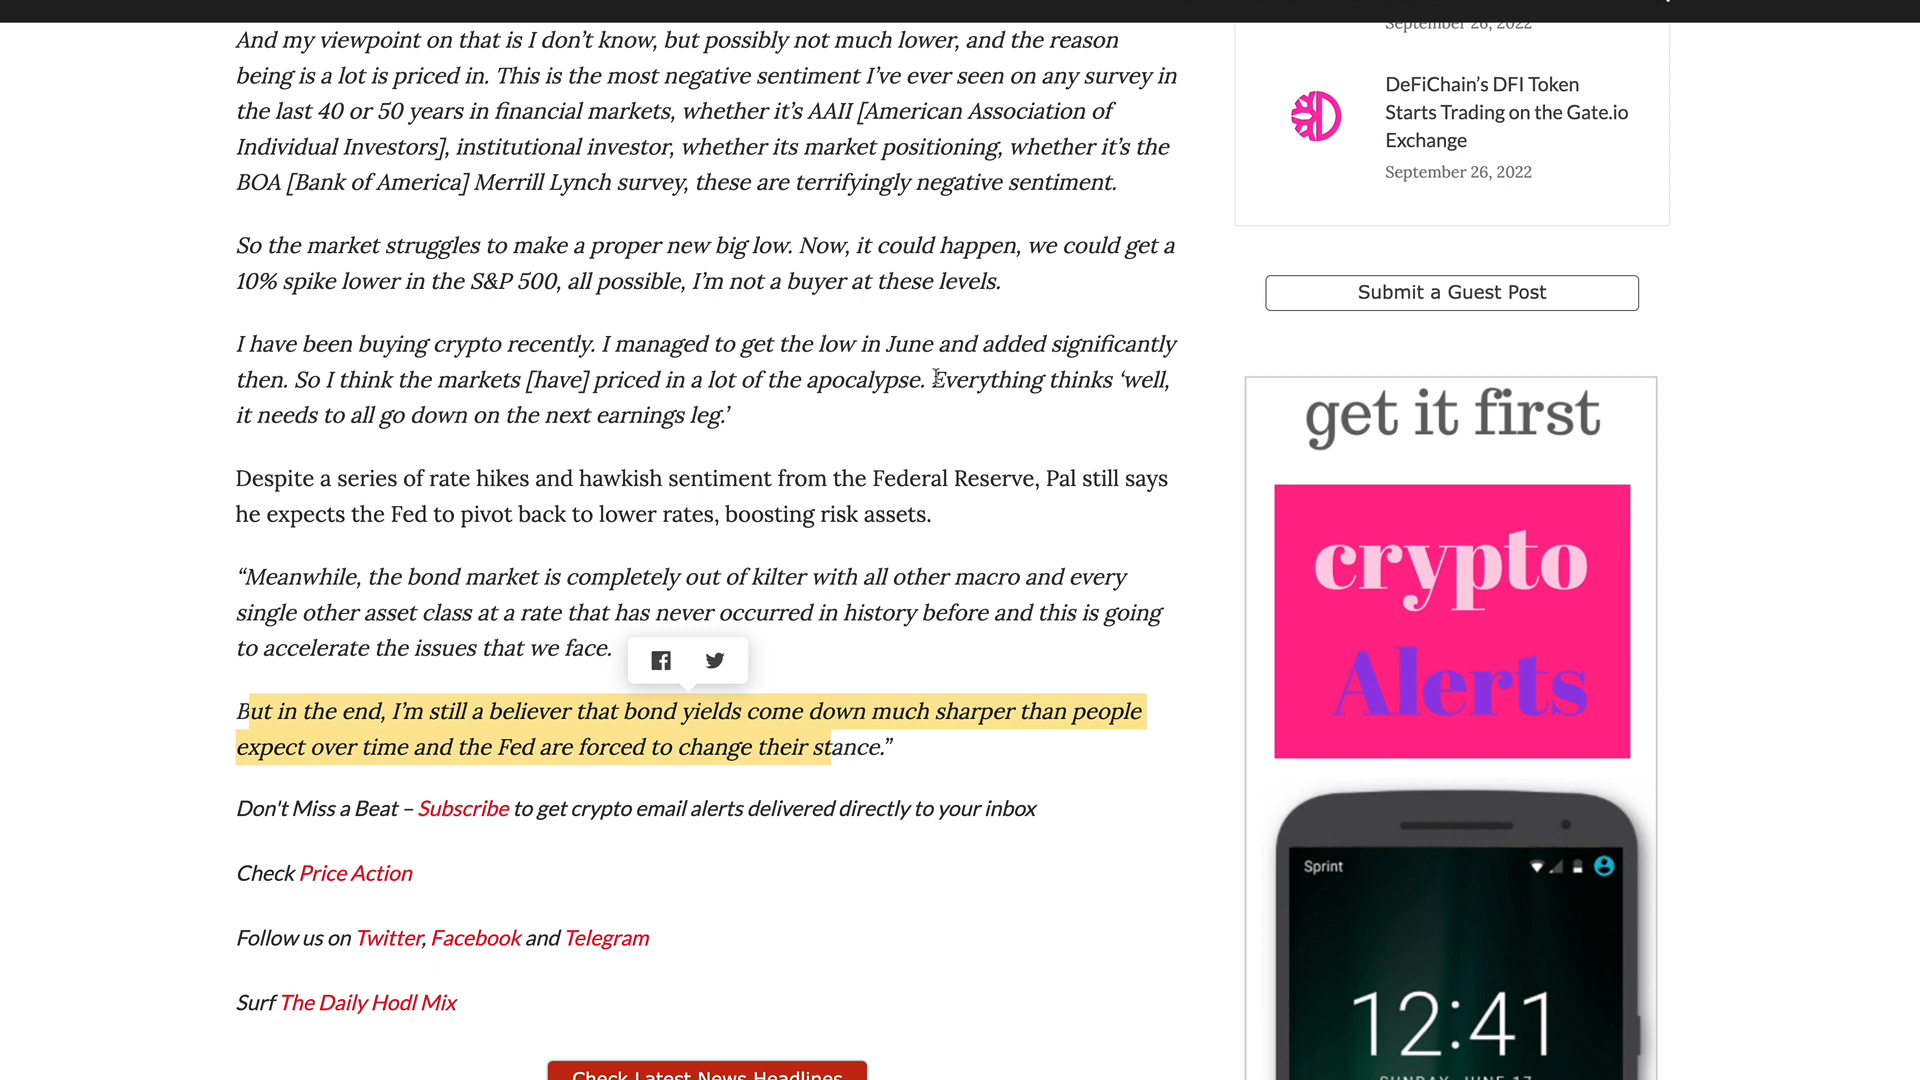 And my viewpoint on that is I don’t know, but possibly not much lower, and the reason
being is a lot is priced in. This is the most negative sentiment I’ve ever seen on any survey in
the last 40 or 50 years in financial markets, whether it’s AAII [American Association of
Individual Investors], institutional investor, whether its market positioning, whether it’s the
BOA [Bank of America] Merrill Lynch survey, these are terrifyingly negative sentiment.
So the market struggles to make a proper new big low. Now, it could happen, we could get a
10% spike lower in the S&P 500, all possible, I’m not a buyer at these levels.
I have been buying crypto recently. I managed to get the low in June and added significantly
then. So I think the markets [have] priced in a lot of the apocalypse. Everything thinks ‘well,
it needs to all go down on the next earnings leg.’
Despite a series of rate hikes and hawkish sentiment from the Federal Reserve, Pal still says
he expects the Fed to pivot back to lower rates, boosting risk assets.
“Meanwhile, the bond market is completely out of kilter with all other macro and every
single other asset class at a rate that has never occurred in history before and this is going
to accelerate the issues that we face.
But in the end, I’m still a believer that bond yields come down much sharper than people
expect over time and the Fed are forced to change their stance.”
Don't Miss a Beat – Subscribe to get crypto email alerts delivered directly to your inbox
Check Price Action
Follow us on Twitter, Facebook and Telegram
Surf The Daily Hodl Mix
Check Latest News Headlines
September 26, 2022
DeFiChain’s DFI Token
Starts Trading on the Gate.io
Exchange
September 26, 2022
Submit a Guest Post
get it first
crypto
Alerts
Sprint
12:41
SUNDAY, JUNE 17